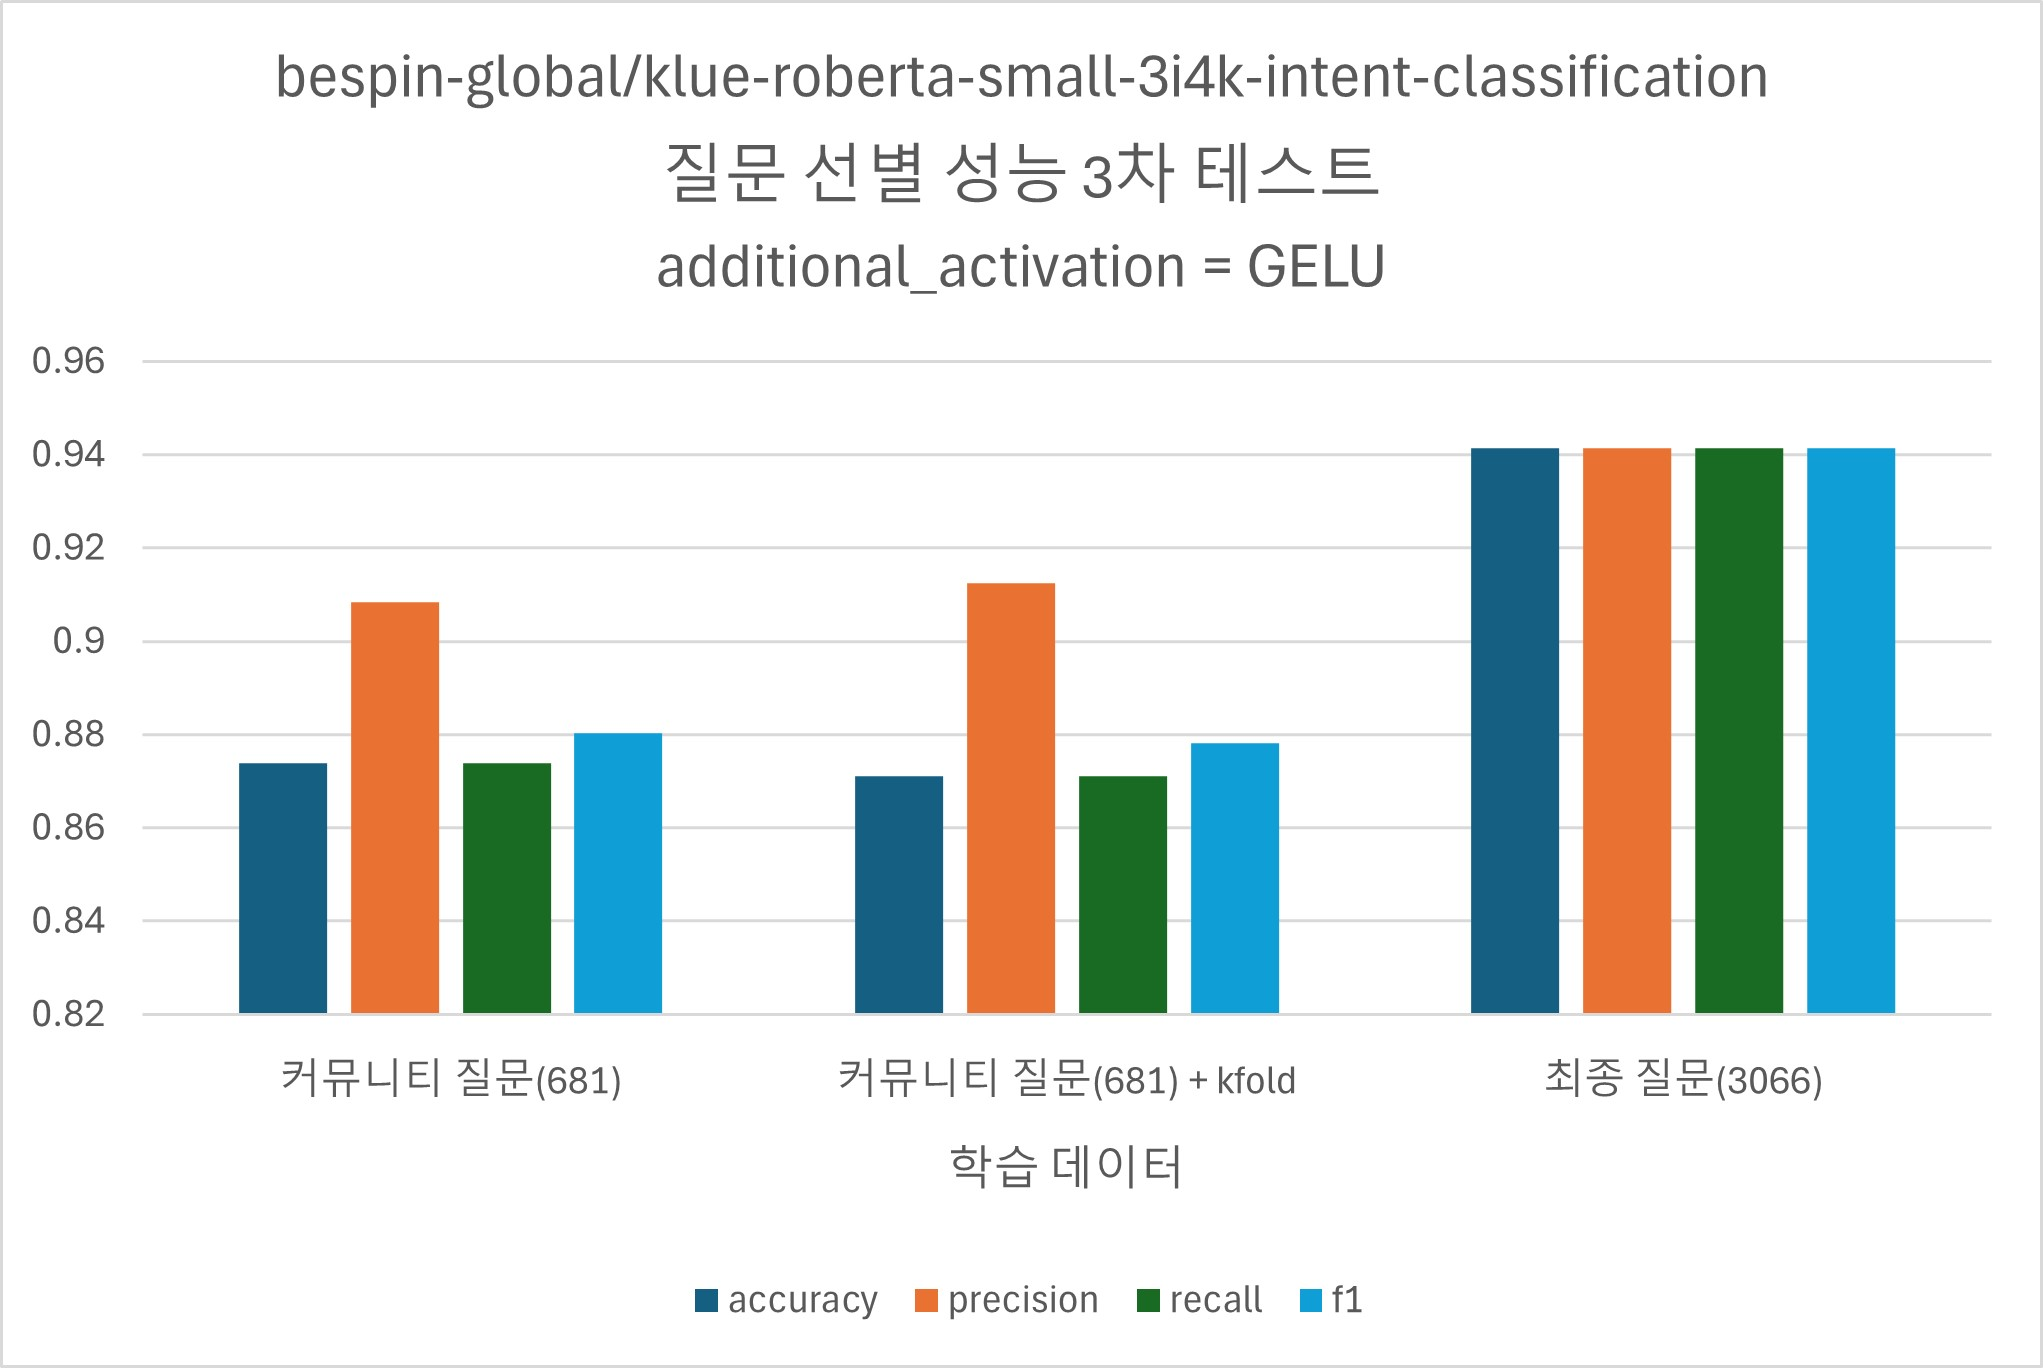 bespin-global/klue-roberta-small-3i4k-intent-classification
질문 선별 성능 3차 테스트
additional_activation = GELU
0.96
0.94
0.92
0.9
0.88
0.86
0.84
0.82
커뮤니티 질문(681)
커뮤니티 질문(681) + kfold
최종 질문(3066)
학습 데이터
accuracy
precision
recall
f1